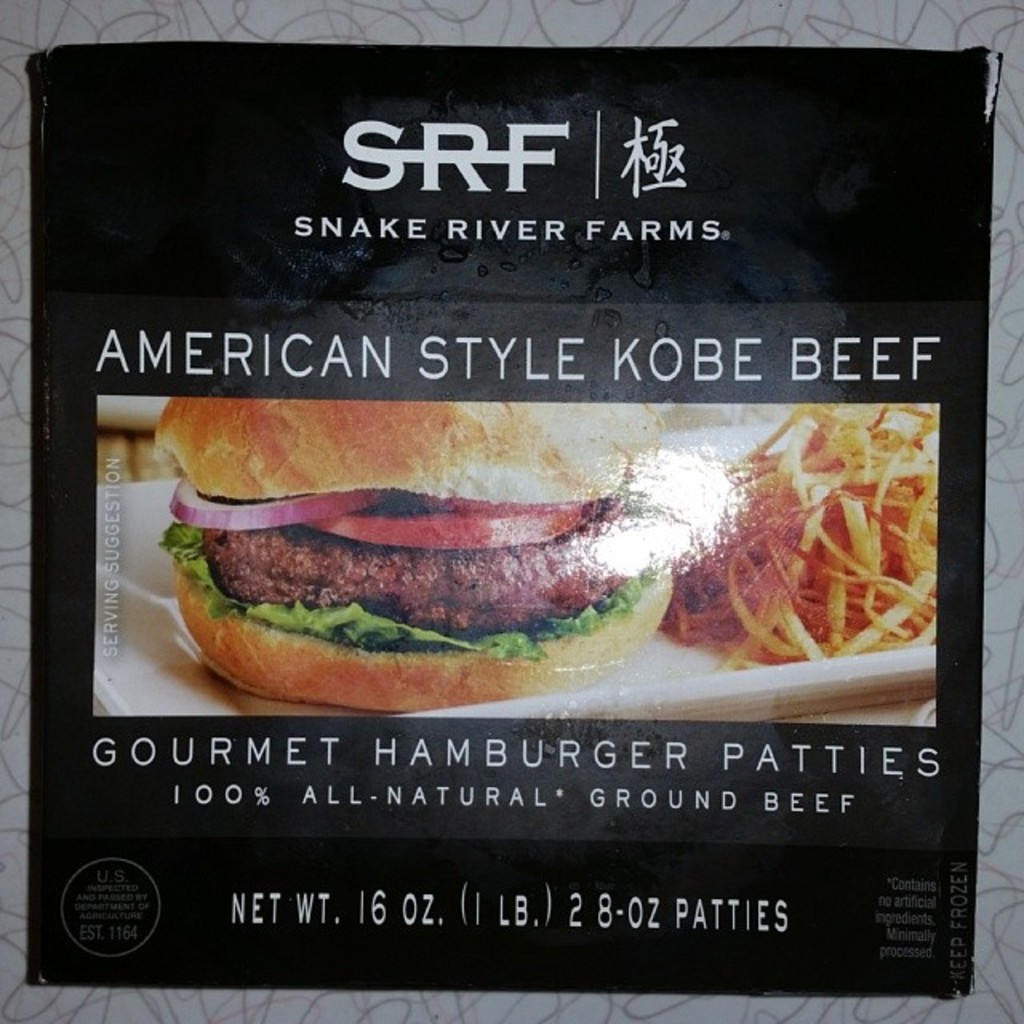 SRF | 極
SNAKE RIVER FARMS®
AMERICAN STYLE KOBE BEEF
SERVING SUGGESTION
GOURMET HAMBURGER PATTIES
100% ALL-NATURAL* GROUND BEEF
U.S.
INSPECTED
AND PASSED BY
DEPARTMENT OF
AGRICULTURE
EST. 1164
NET WT. 16 OZ. (1 LB.) 2 8-OZ PATTIES
*Contains
no artificial
ingredients.
Minimally
processed.
KEEP FROZEN